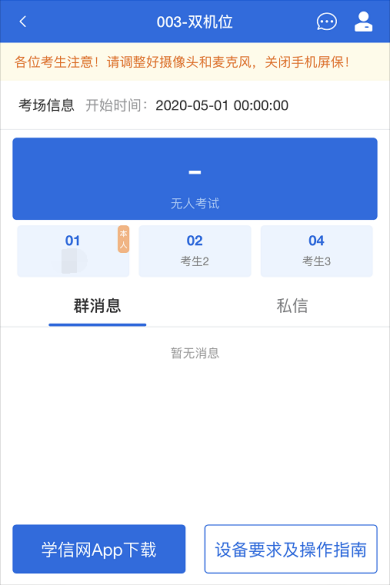 003-双机位
各位考生注意！请调整好摄像头和麦克风，关闭手机屏保！
考场信息 开始时间：2020-05-01 00:00:00
-
无人考试
01 本人 02 04
考生2 考生3
群消息 私信
暂无消息
学信网App下载 设备要求及操作指南